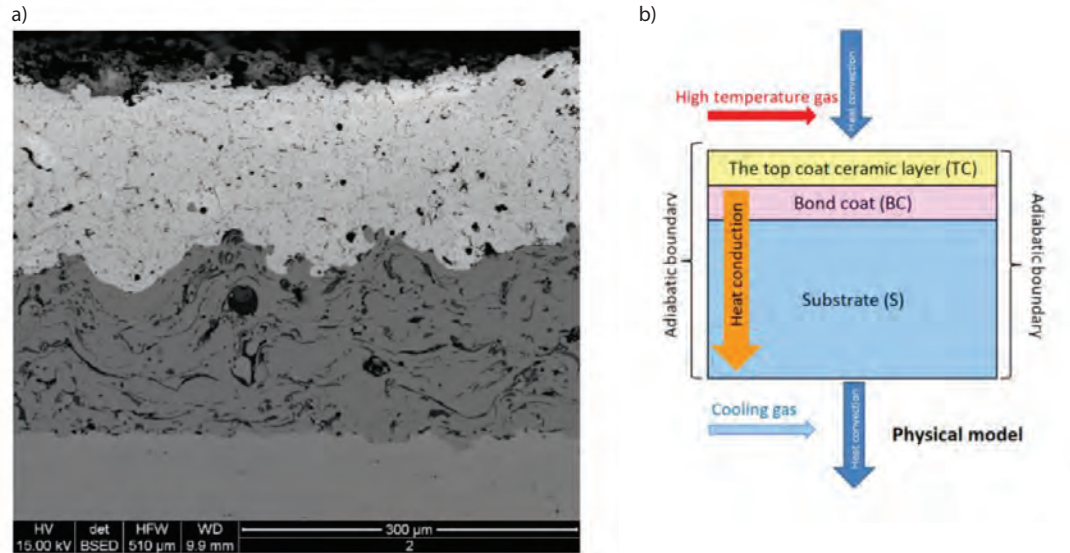 a)
HV det HFW WD
15.00 kV BSED 510 µm 9.9 mm
300 µm
2
b)
Heat convection
High temperature gas
The top coat ceramic layer (TC)
Bond coat (BC)
Heat conduction
Substrate (S)
Adiabatic boundary
Adiabatic boundary
Cooling gas
Heat convection
Physical model